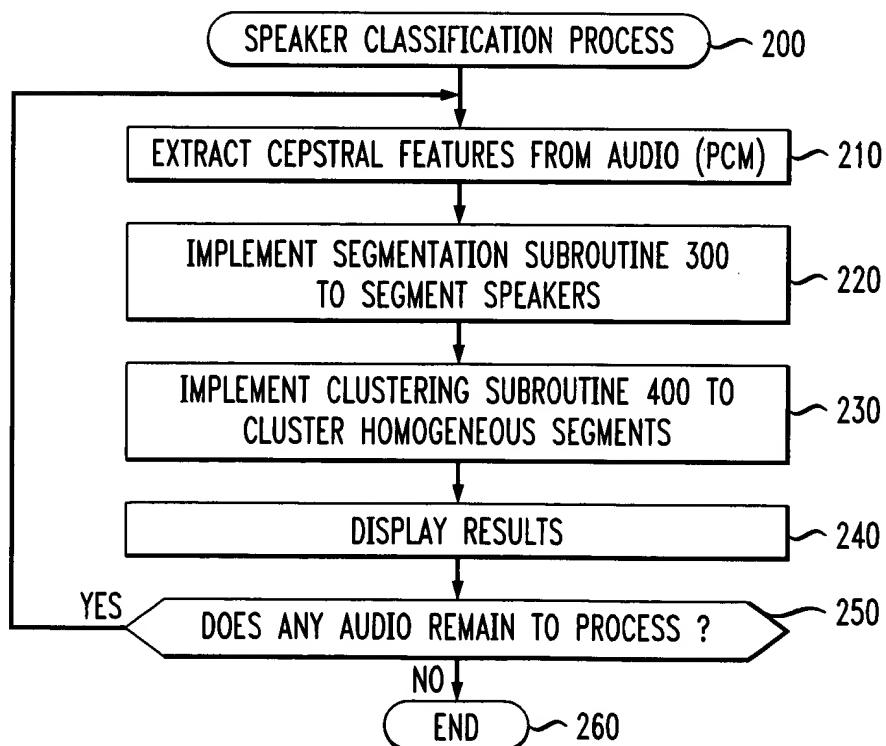 SPEAKER CLASSIFICATION PROCESS
200
EXTRACT CEPSTRAL FEATURES FROM AUDIO (PCM)
210
IMPLEMENT SEGMENTATION SUBROUTINE 300
TO SEGMENT SPEAKERS
220
IMPLEMENT CLUSTERING SUBROUTINE 400 TO
CLUSTER HOMOGENEOUS SEGMENTS
230
DISPLAY RESULTS
240
YES
DOES ANY AUDIO REMAIN TO PROCESS ?
250
NO
END
260